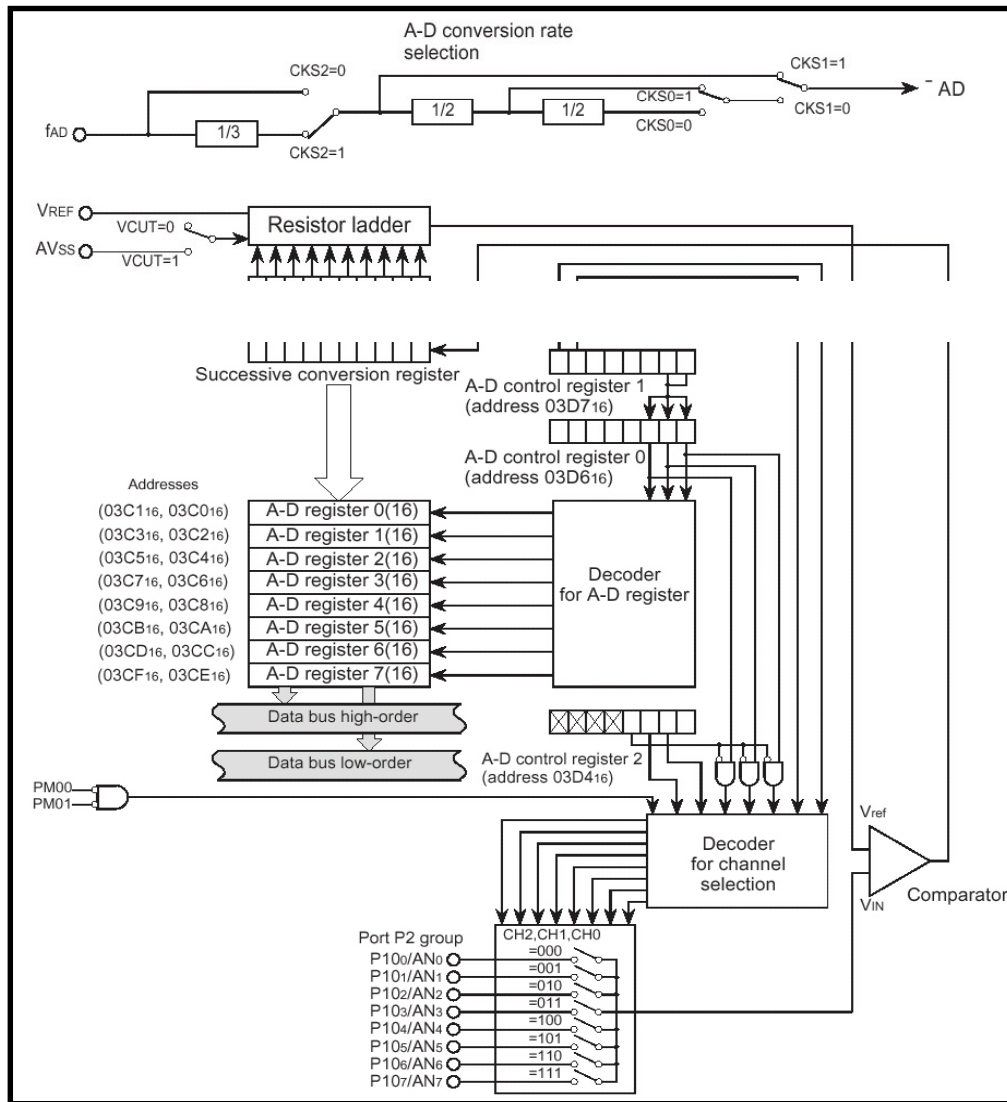 A-D conversion rate
selection
CKS2=0
CKS1=1
¯ AD
CKS0=1
CKS1=0
fAD
1/3
1/2
1/2
CKS0=0
CKS2=1
VREF
VCUT=0
Resistor ladder
AVSS
VCUT=1
Successive conversion register
A-D control register 1
(address 03D716)
A-D control register 0
(address 03D616)
Addresses
(03C116, 03C016)
A-D register 0(16)
(03C316, 03C216)
A-D register 1(16)
(03C516, 03C416)
A-D register 2(16)
(03C716, 03C616)
A-D register 3(16)
(03C916, 03C816)
A-D register 4(16)
(03CB16, 03CA16)
A-D register 5(16)
(03CD16, 03CC16)
A-D register 6(16)
(03CF16, 03CE16)
A-D register 7(16)
Decoder
for A-D register
Data bus high-order
Data bus low-order
A-D control register 2
(address 03D416)
PM00
PM01
Decoder
for channel
selection
Vref
VIN
Comparator
Port P2 group
CH2,CH1,CH0
P100/AN0
=000
P101/AN1
=001
P102/AN2
=010
P103/AN3
=011
P104/AN4
=100
P105/AN5
=101
P106/AN6
=110
P107/AN7
=111